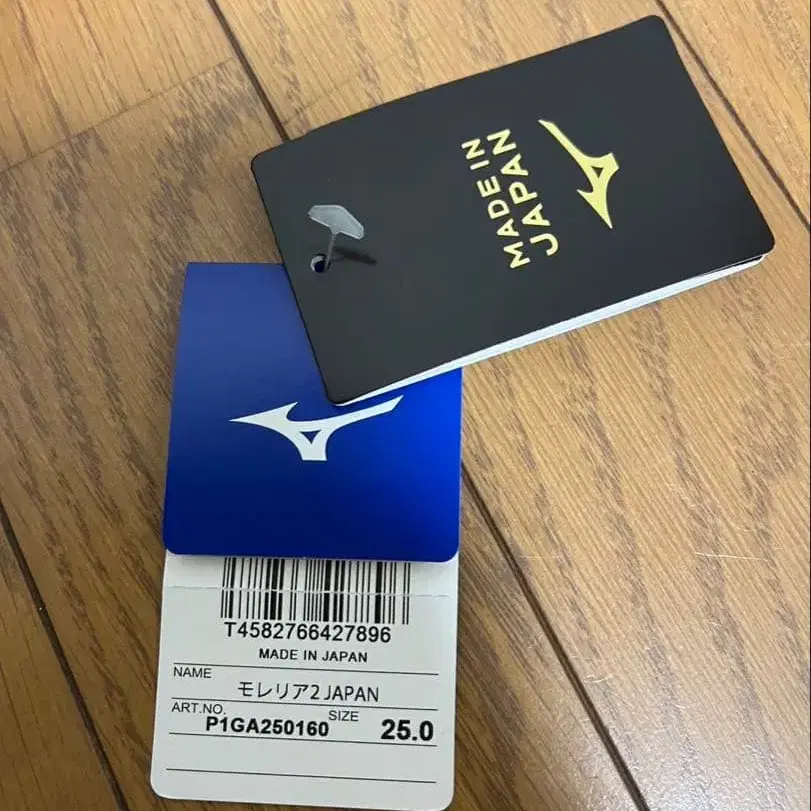 MADE IN
JAPAN
T4582766427896
MADE IN JAPAN
NAME
モレリア2 JAPAN
ART.NO.
P1GA250160
SIZE
25.0